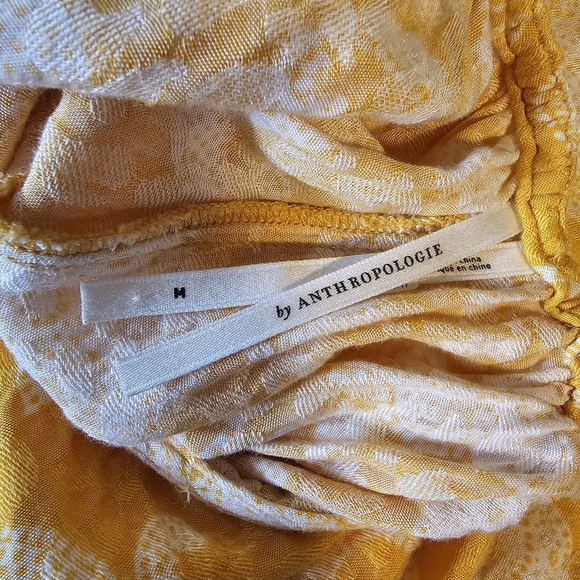 by ANTHROPOLOGIE
M
china
qué en chine